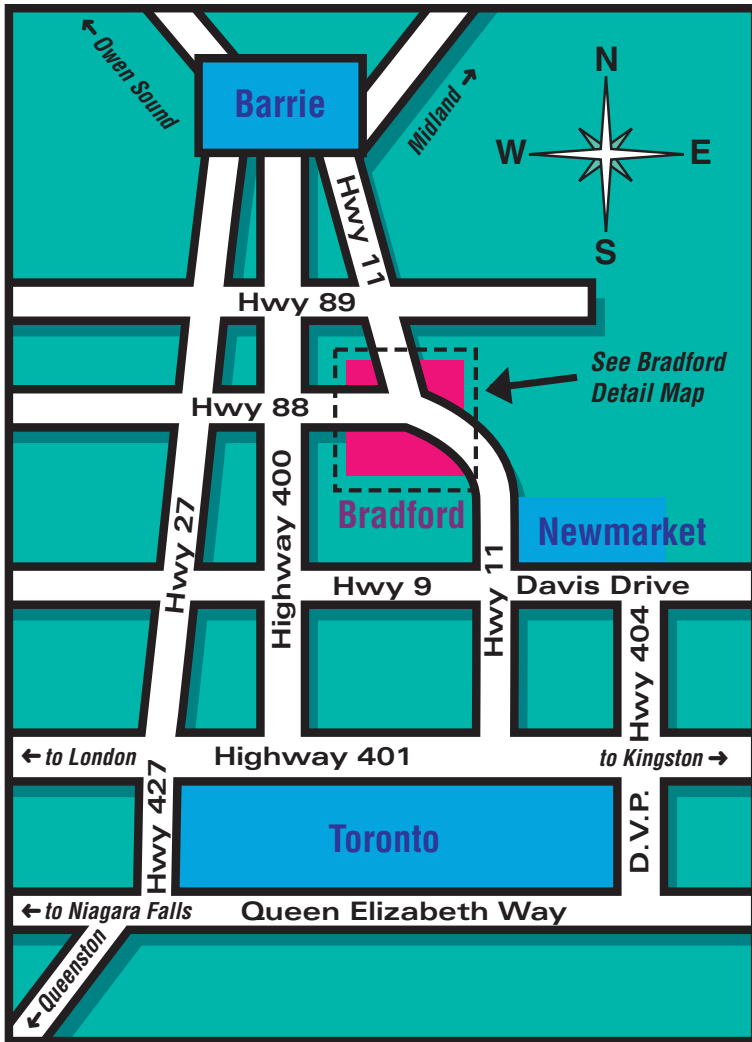 ← Owen Sound
Barrie
Midland →
N
W
E
S
Hwy 11
Hwy 89
See Bradford
Detail Map
Hwy 88
Bradford
Newmarket
Hwy 27
Highway 400
Hwy 11
Hwy 9
Davis Drive
Hwy 404
← to London
Highway 401
to Kingston →
Hwy 427
Toronto
D.V.P.
← to Niagara Falls
Queen Elizabeth Way
← Queenston